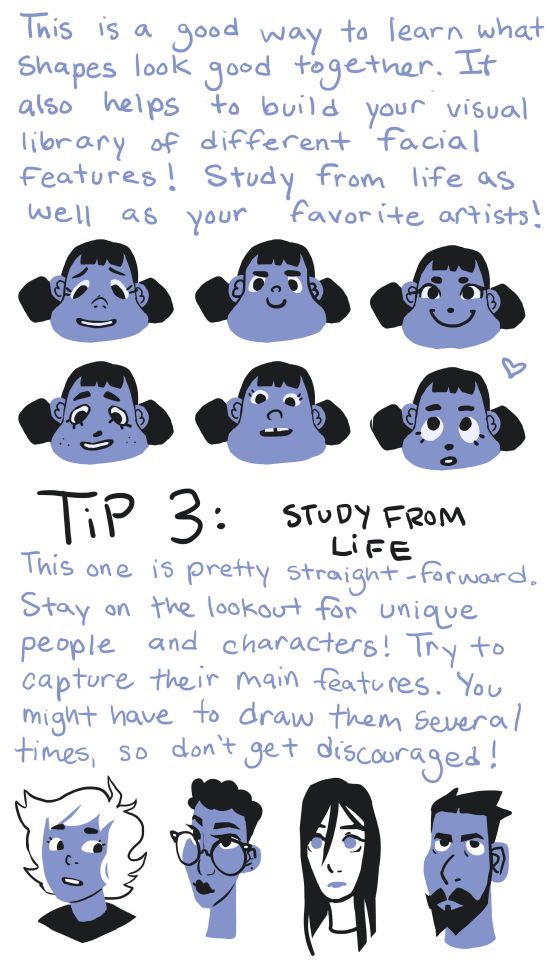 This is a good way to learn what
shapes look good together. It
also helps to build your visual
library of different facial
features! Study from life as
well as your favorite artists!
TiP 3: STUDY FROM
LiFE
This one is pretty straight-forward.
Stay on the lookout for unique
people and characters! Try to
capture their main features. You
might have to draw them several
times, so don't get discouraged!